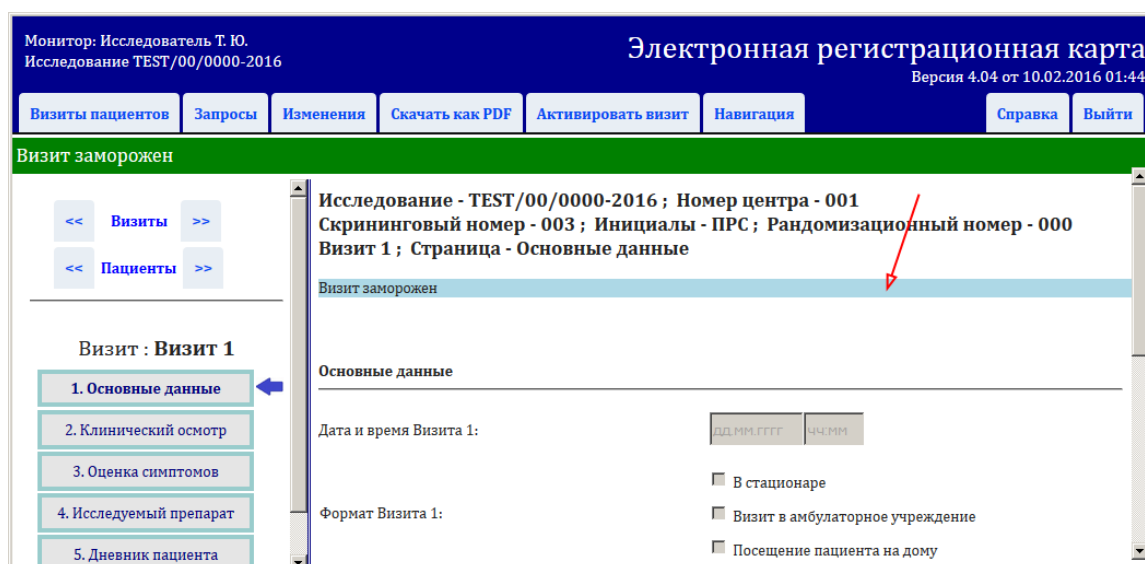 Монитор: Исследователь Т. Ю.
Исследование TEST/00/0000-2016
Электронная регистрационная карта
Версия 4.04 от 10.02.2016 01:44
Визиты пациентов Запросы Изменения Скачать как PDF Активировать визит Навигация Справка Выйти
Визит заморожен
<< Визиты >>
<< Пациенты >>
Визит : Визит 1
1. Основные данные
2. Клинический осмотр
3. Оценка симптомов
4. Исследуемый препарат
5. Дневник пациента
Исследование - TEST/00/0000-2016 ; Номер центра - 001
Скрининговый номер - 003 ; Инициалы - ПРС ; Рандомизационный номер - 000
Визит 1 ; Страница - Основные данные
Визит заморожен
Основные данные
Дата и время Визита 1: дд.мм.гггг чч:мм
Формат Визита 1:
В стационаре
Визит в амбулаторное учреждение
Посещение пациента на дому